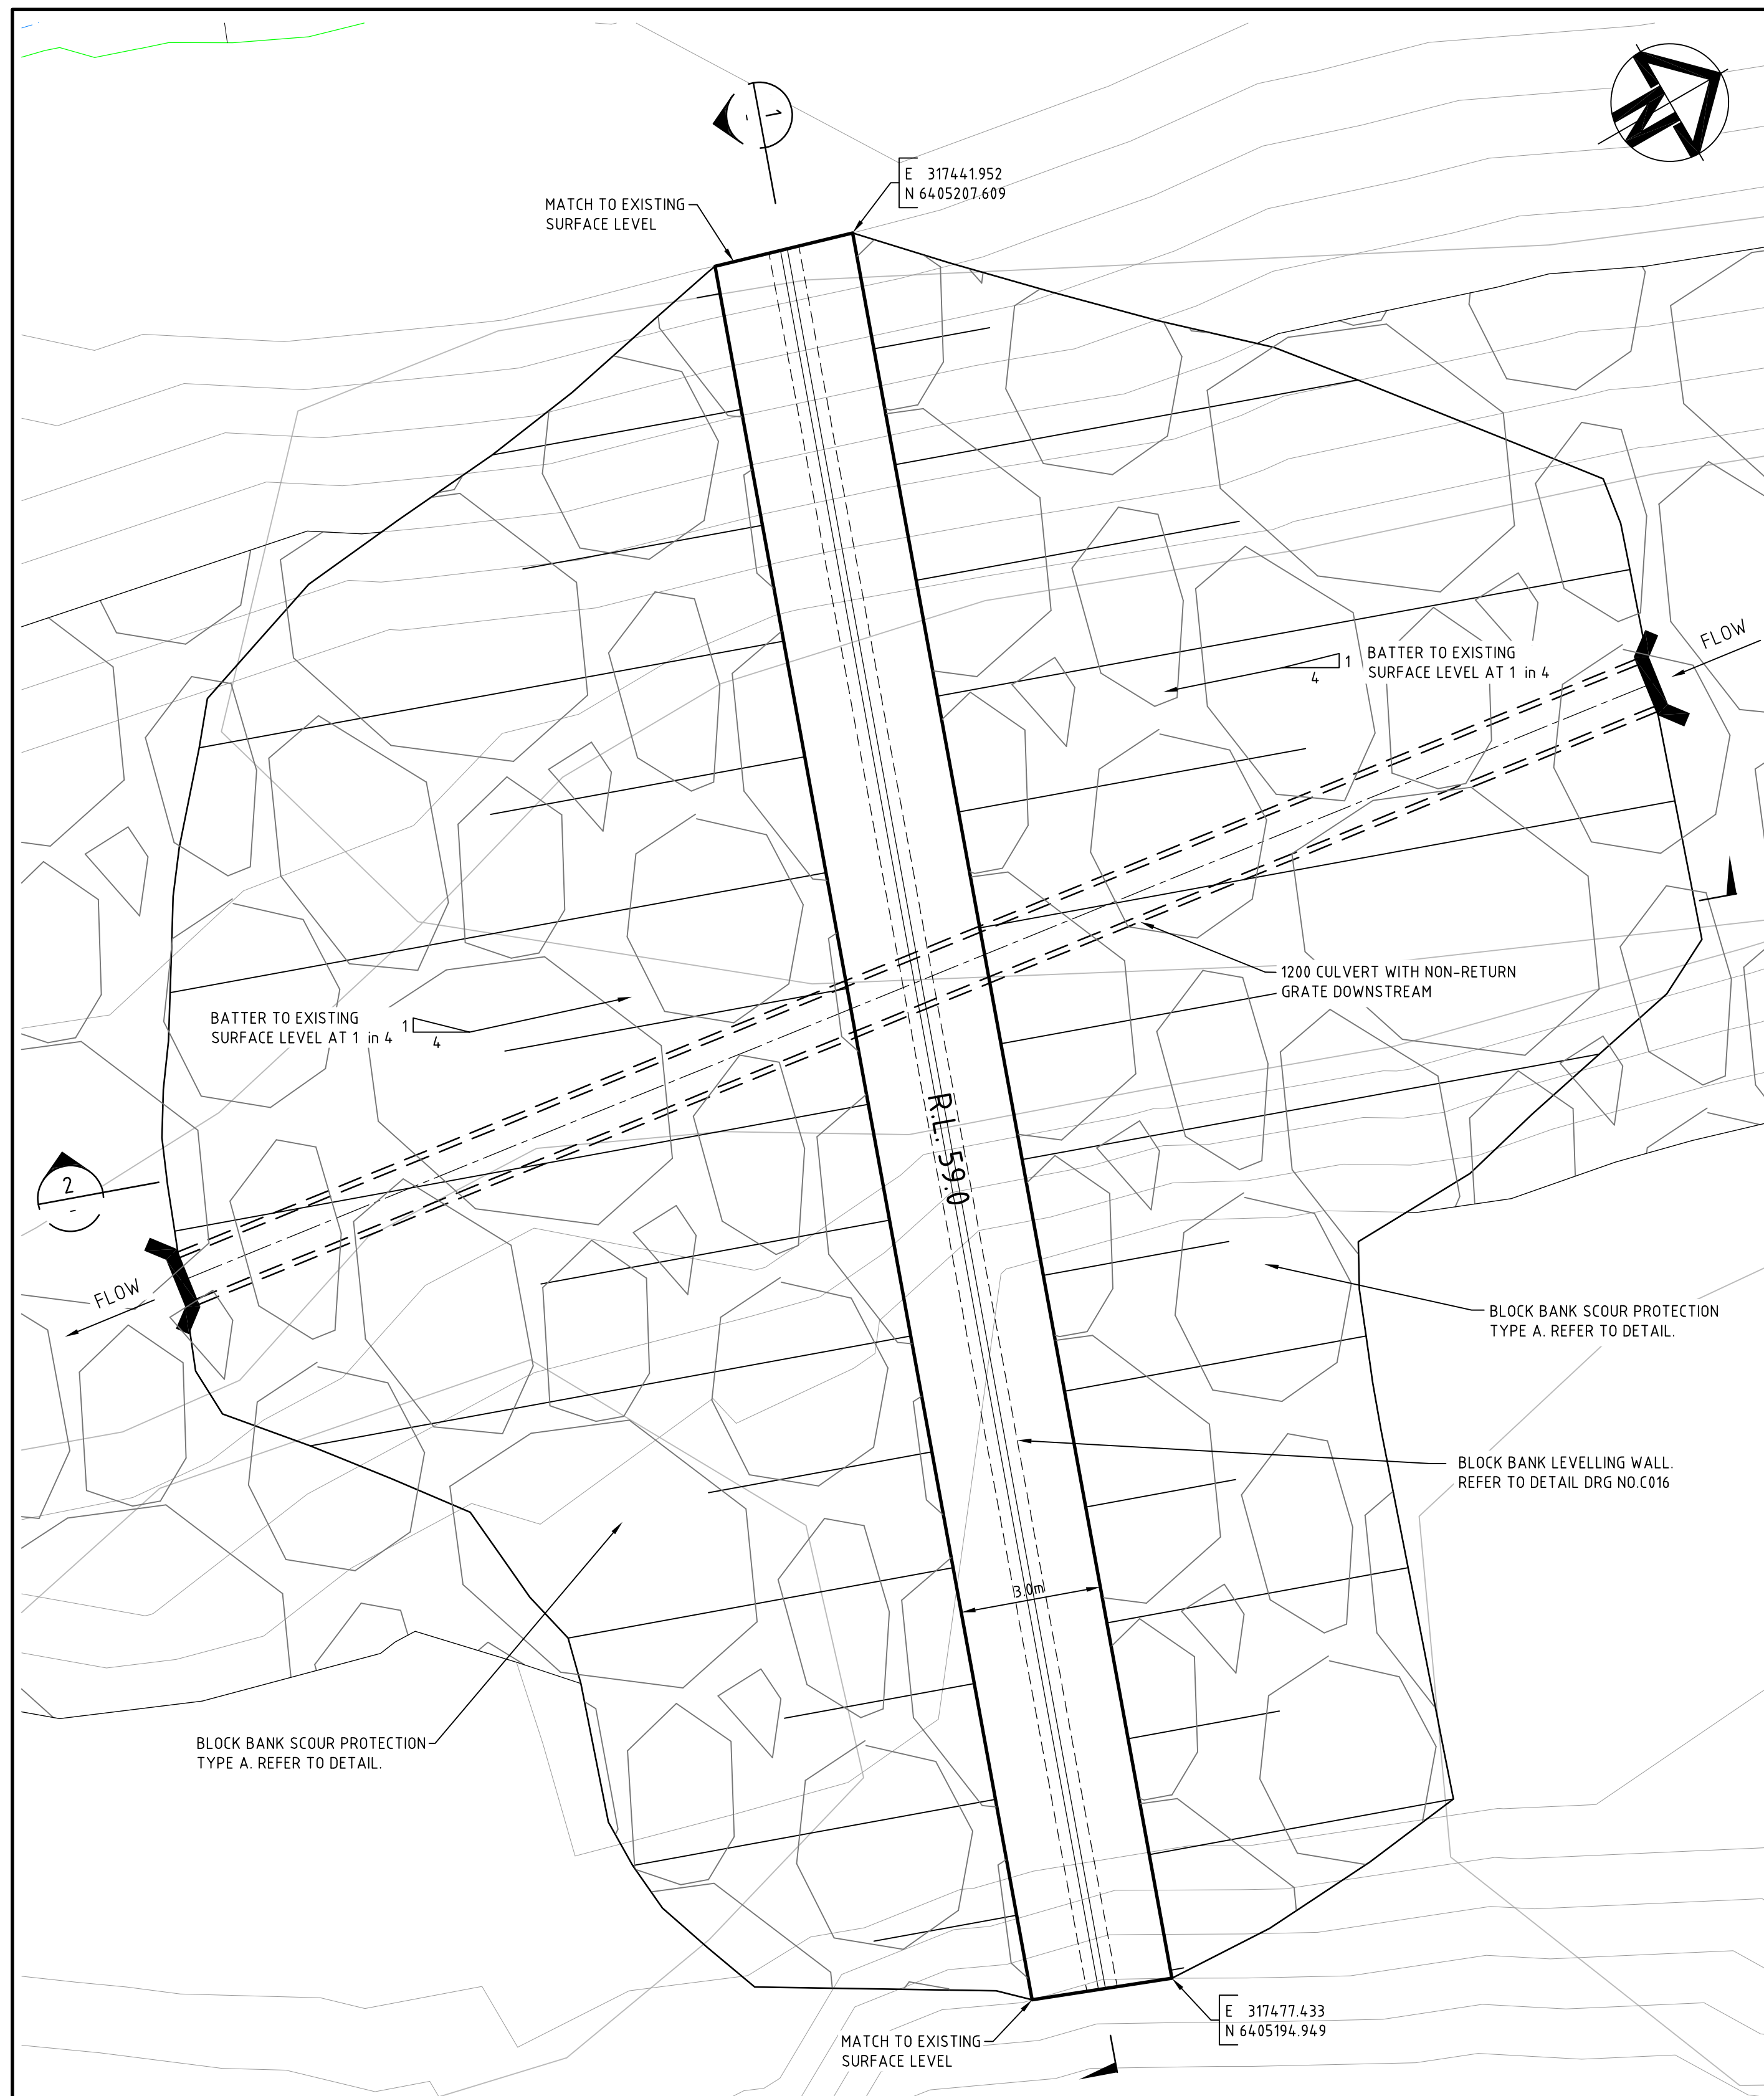 1
-
N
E 317441.952
N 6405207.609
MATCH TO EXISTING
SURFACE LEVEL
FLOW
BATTER TO EXISTING
SURFACE LEVEL AT 1 in 4
1
4
1200 CULVERT WITH NON-RETURN
GRATE DOWNSTREAM
BATTER TO EXISTING
SURFACE LEVEL AT 1 in 4
1
4
R.L. 59.0
2
-
FLOW
BLOCK BANK SCOUR PROTECTION
TYPE A. REFER TO DETAIL.
BLOCK BANK LEVELLING WALL.
REFER TO DETAIL DRG NO.C016
3.0m
BLOCK BANK SCOUR PROTECTION
TYPE A. REFER TO DETAIL.
E 317477.433
N 6405194.949
MATCH TO EXISTING
SURFACE LEVEL